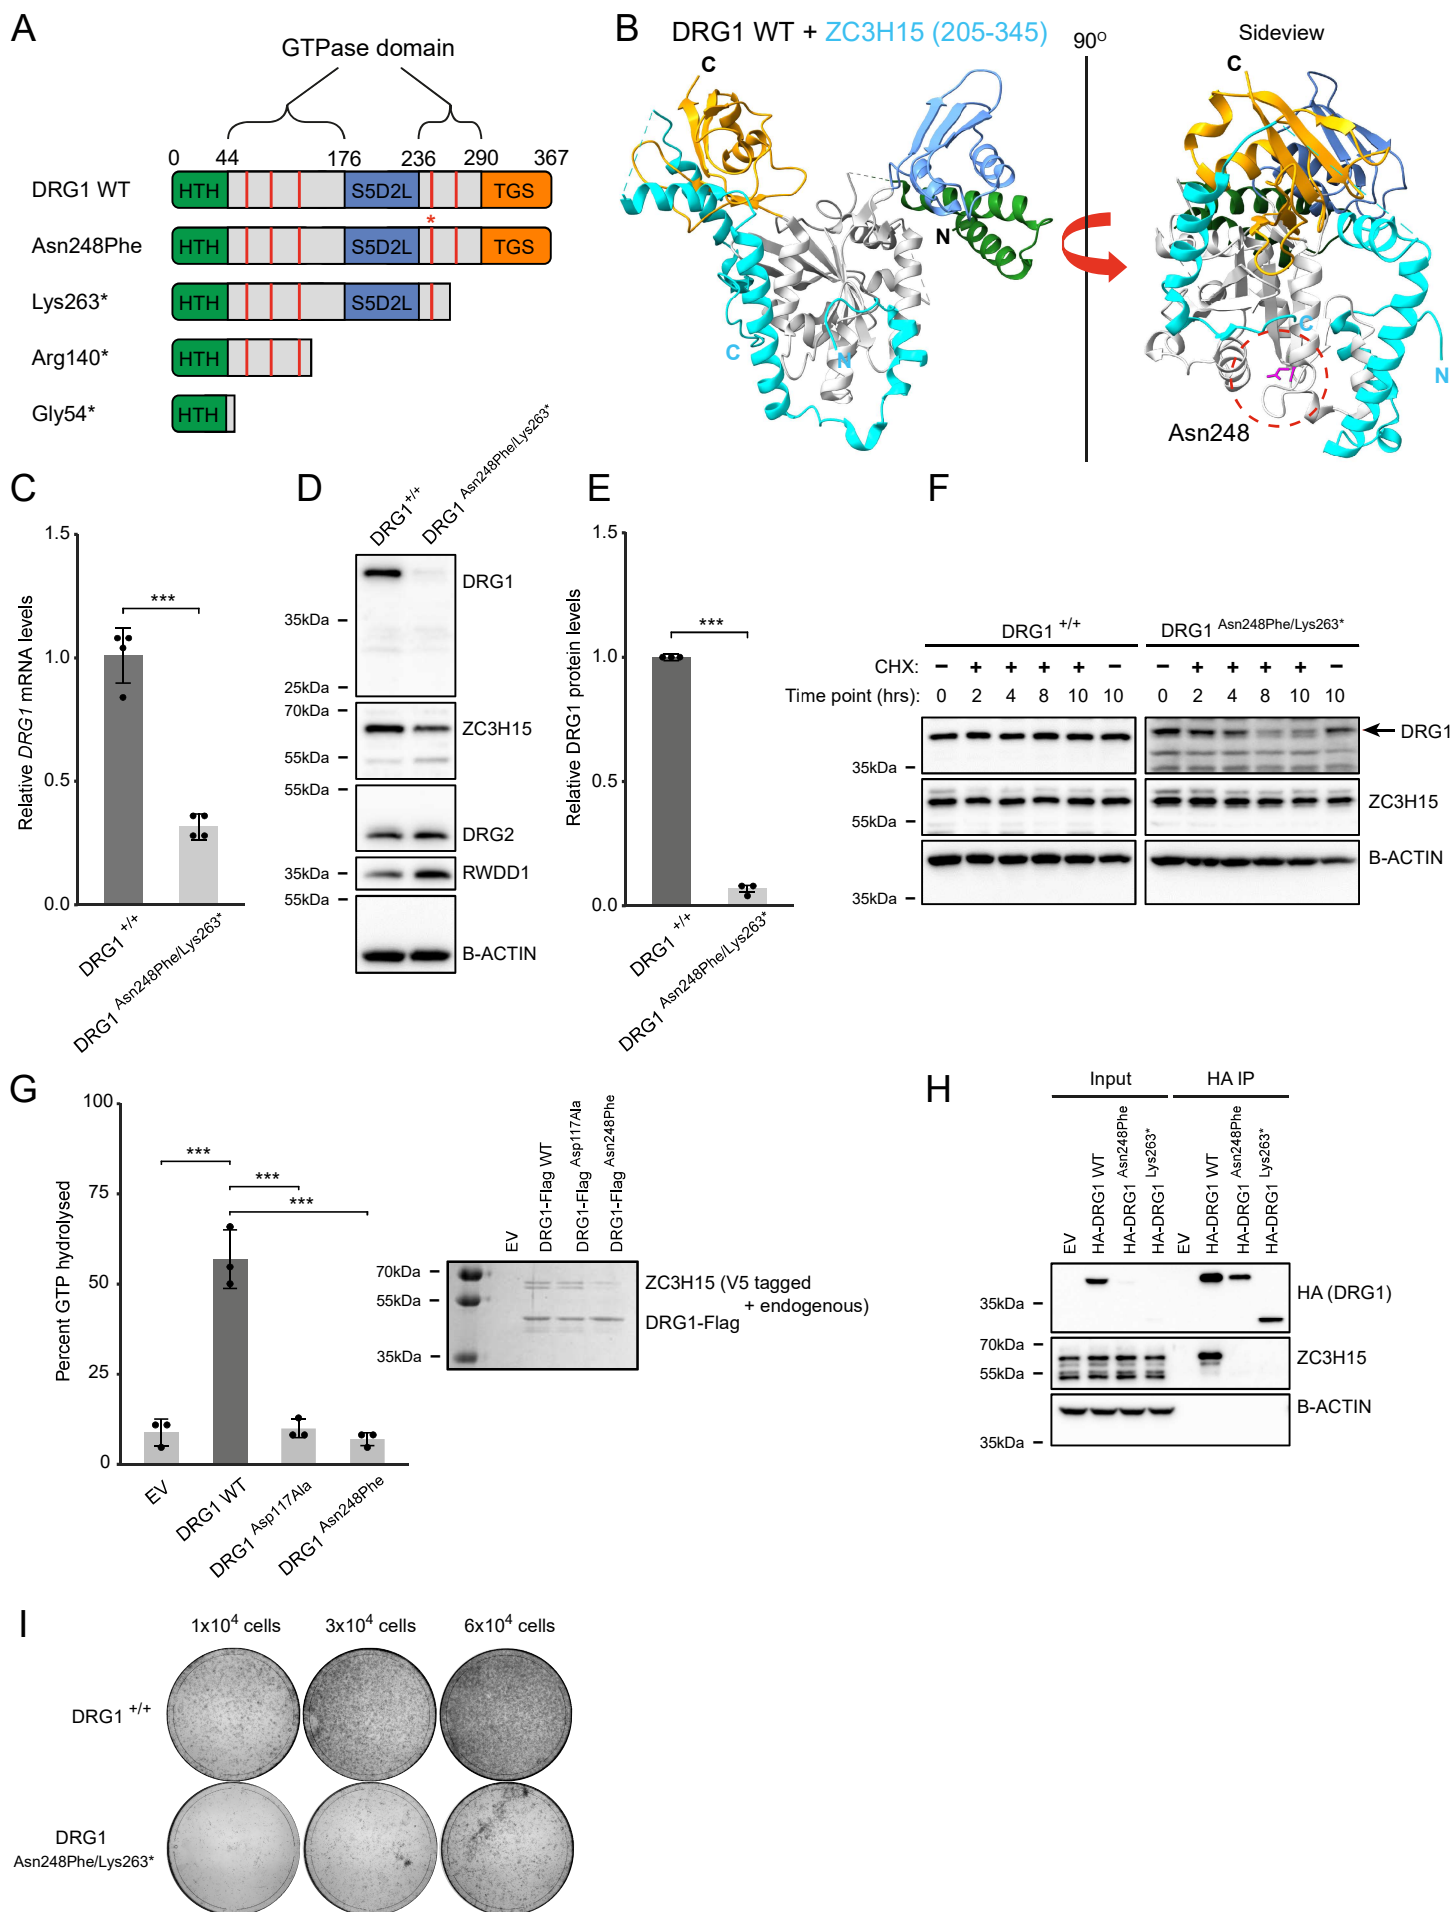 A
GTPase domain
0 44 176 236 290 367
DRG1 WT HTH S5D2L TGS
*
Asn248Phe HTH S5D2L TGS
Lys263* HTH S5D2L
Arg140* HTH
Gly54* HTH
B
DRG1 WT + ZC3H15 (205-345)
90°
Sideview
C
N
C
N
C
C
N
Asn248
C
Relative DRG1 mRNA levels
1.5
1.0
0.5
0.0
***
DRG1 +/+
DRG1 Asn248Phe/Lys263*
D
DRG1+/+
DRG1 Asn248Phe/Lys263*
DRG1
35kDa
25kDa
70kDa
ZC3H15
55kDa
55kDa
DRG2
35kDa
RWDD1
55kDa
B-ACTIN
E
Relative DRG1 protein levels
1.5
1.0
0.5
0.0
***
DRG1 +/+
DRG1 Asn248Phe/Lys263*
F
DRG1 +/+
DRG1 Asn248Phe/Lys263*
CHX: − + + + + − − + + + + −
Time point (hrs): 0 2 4 8 10 10 0 2 4 8 10 10
DRG1
35kDa
ZC3H15
55kDa
B-ACTIN
35kDa
G
Percent GTP hydrolysed
100
75
50
25
0
***
***
***
EV
DRG1 WT
DRG1 Asp117Ala
DRG1 Asn248Phe
EV
DRG1-Flag WT
DRG1-Flag Asp117Ala
DRG1-Flag Asn248Phe
70kDa
55kDa
35kDa
ZC3H15 (V5 tagged
+ endogenous)
DRG1-Flag
H
Input
HA IP
EV
HA-DRG1 WT
HA-DRG1 Asn248Phe
HA-DRG1 Lys263*
EV
HA-DRG1 WT
HA-DRG1 Asn248Phe
HA-DRG1 Lys263*
HA (DRG1)
35kDa
70kDa
ZC3H15
55kDa
B-ACTIN
35kDa
I
1x10⁴ cells 3x10⁴ cells 6x10⁴ cells
DRG1 +/+
DRG1
Asn248Phe/Lys263*